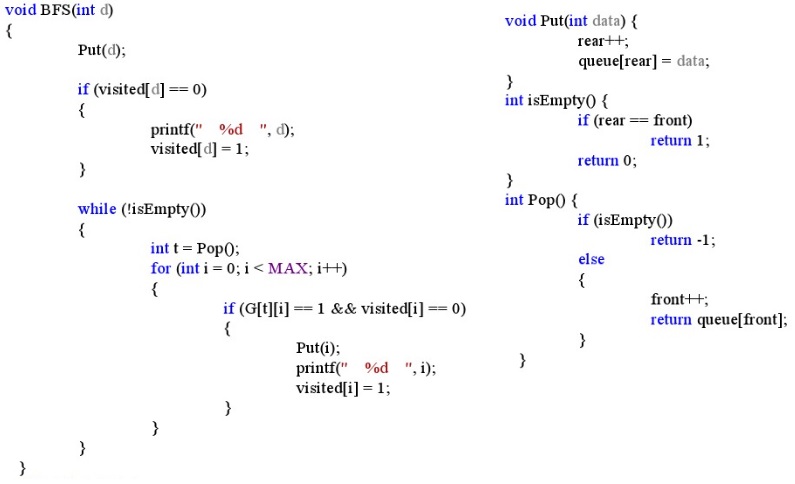 void BFS(int d)
{
Put(d);
if (visited[d] == 0)
{
printf("    %d    ", d);
visited[d] = 1;
}
while (!isEmpty())
{
int t = Pop();
for (int i = 0; i < MAX; i++)
{
if (G[t][i] == 1 && visited[i] == 0)
{
Put(i);
printf("    %d    ", i);
visited[i] = 1;
}
}
}
}
void Put(int data) {
rear++;
queue[rear] = data;
}
int isEmpty() {
if (rear == front)
return 1;
return 0;
}
int Pop() {
if (isEmpty())
return -1;
else
{
front++;
return queue[front];
}
}